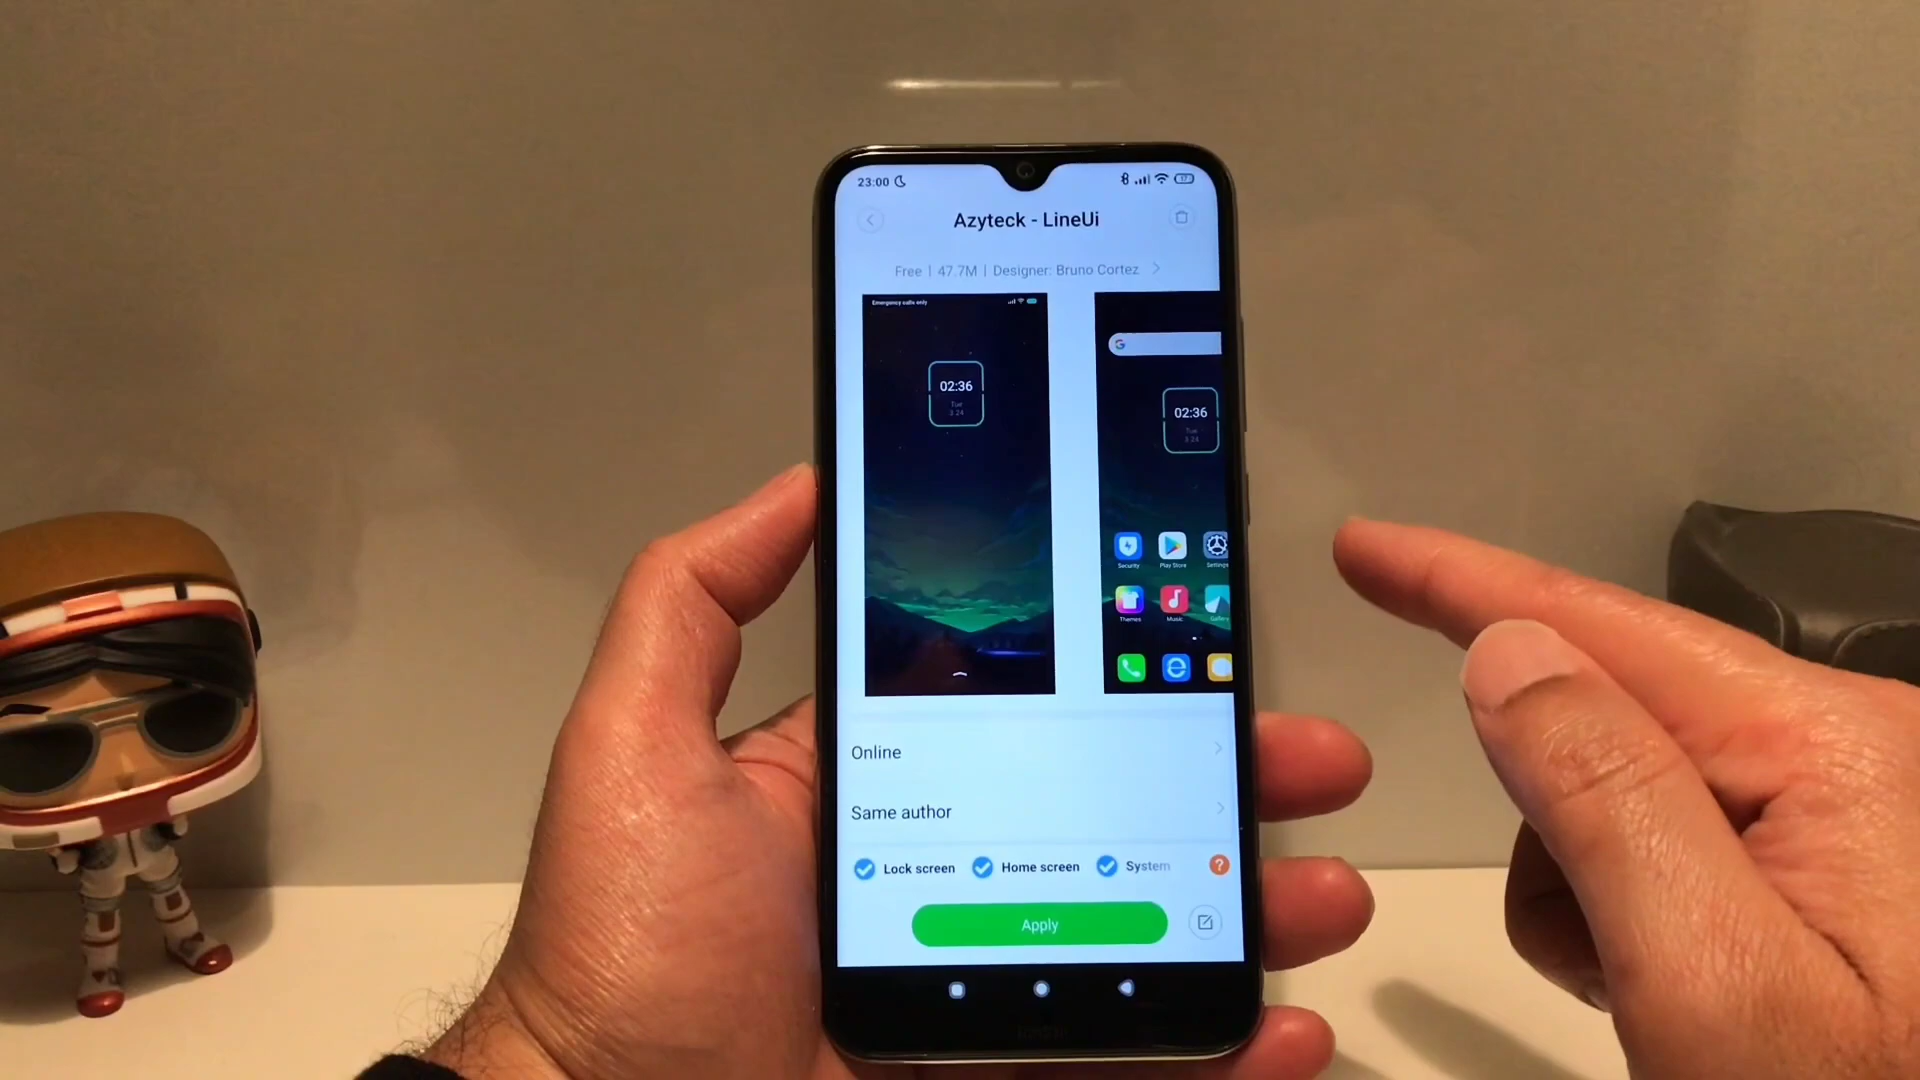 23:00
17
Azyteck - LineUi
Free | 47.7M | Designer: Bruno Cortez
Emergency calls only
02:36
Tue
3 24
02:36
Tue
3 24
Security
Play Store
Settings
Themes
Music
Gallery
Online
Same author
Lock screen
Home screen
System
?
Apply